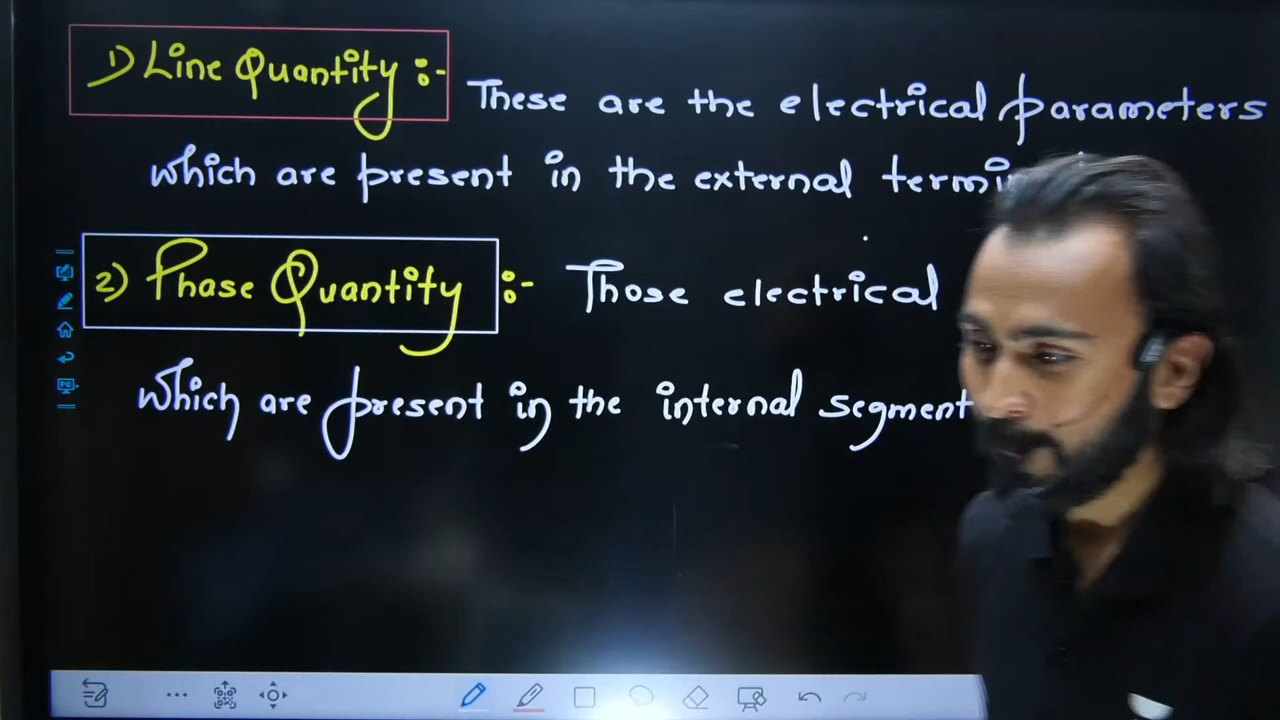 1) Line Quantity :- These are the electrical parameters
which are present in the external
2) Phase Quantity :- Those electrical
which are present in the internal segment
PC